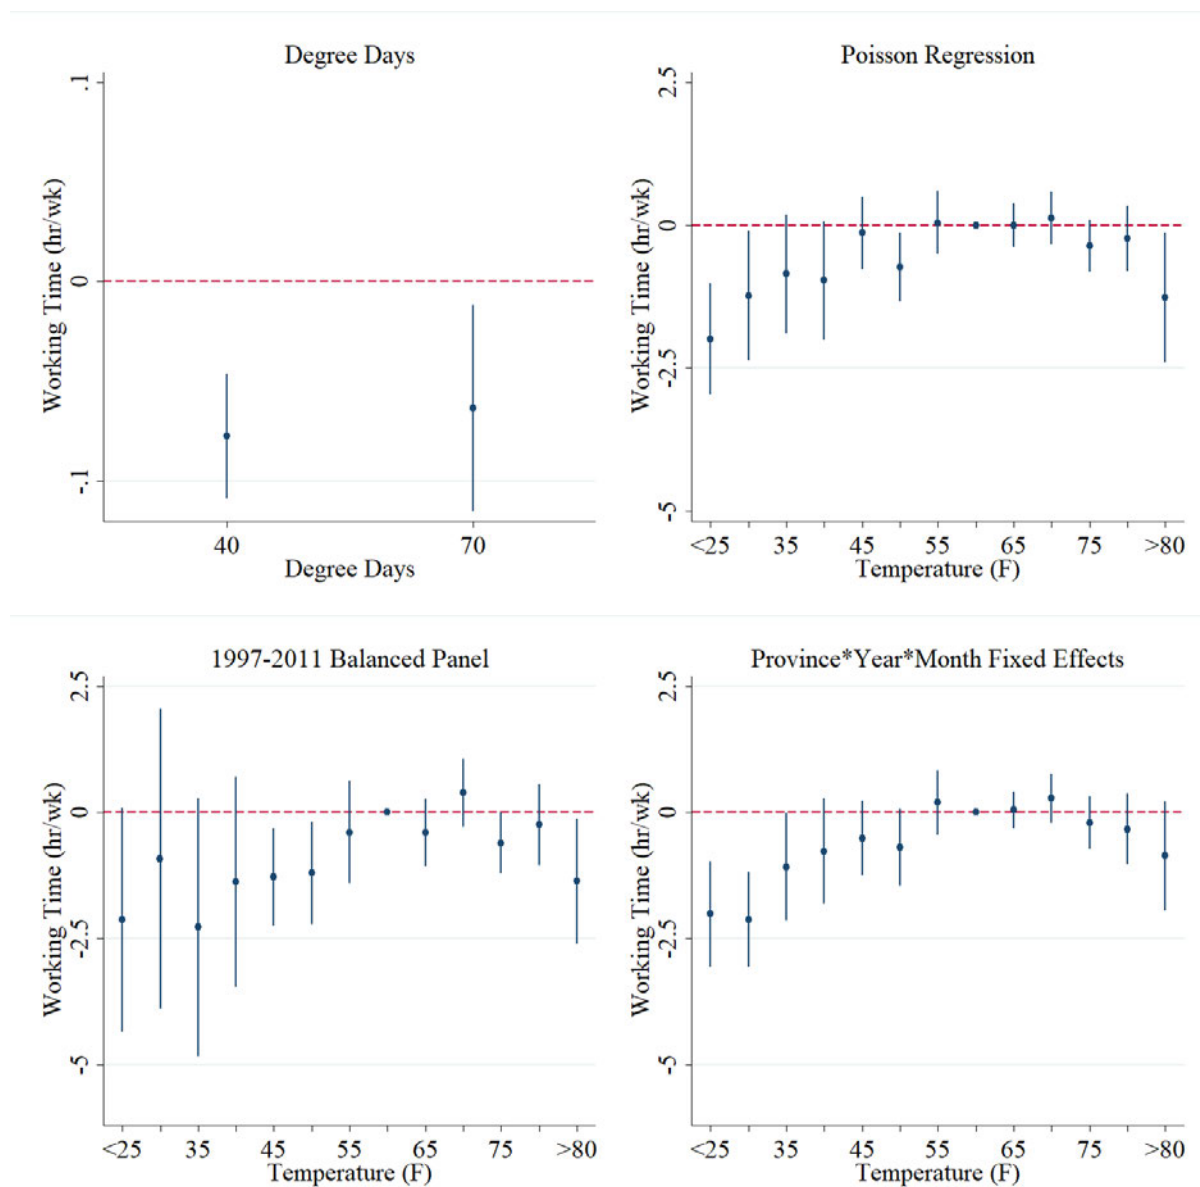 Degree Days
.1
0
-.1
Working Time (hr/wk)
40 70
Degree Days
Poisson Regression
2.5
0
-2.5
-5
Working Time (hr/wk)
<25 35 45 55 65 75 >80
Temperature (F)
1997-2011 Balanced Panel
2.5
0
-2.5
-5
Working Time (hr/wk)
<25 35 45 55 65 75 >80
Temperature (F)
Province*Year*Month Fixed Effects
2.5
0
-2.5
-5
Working Time (hr/wk)
<25 35 45 55 65 75 >80
Temperature (F)